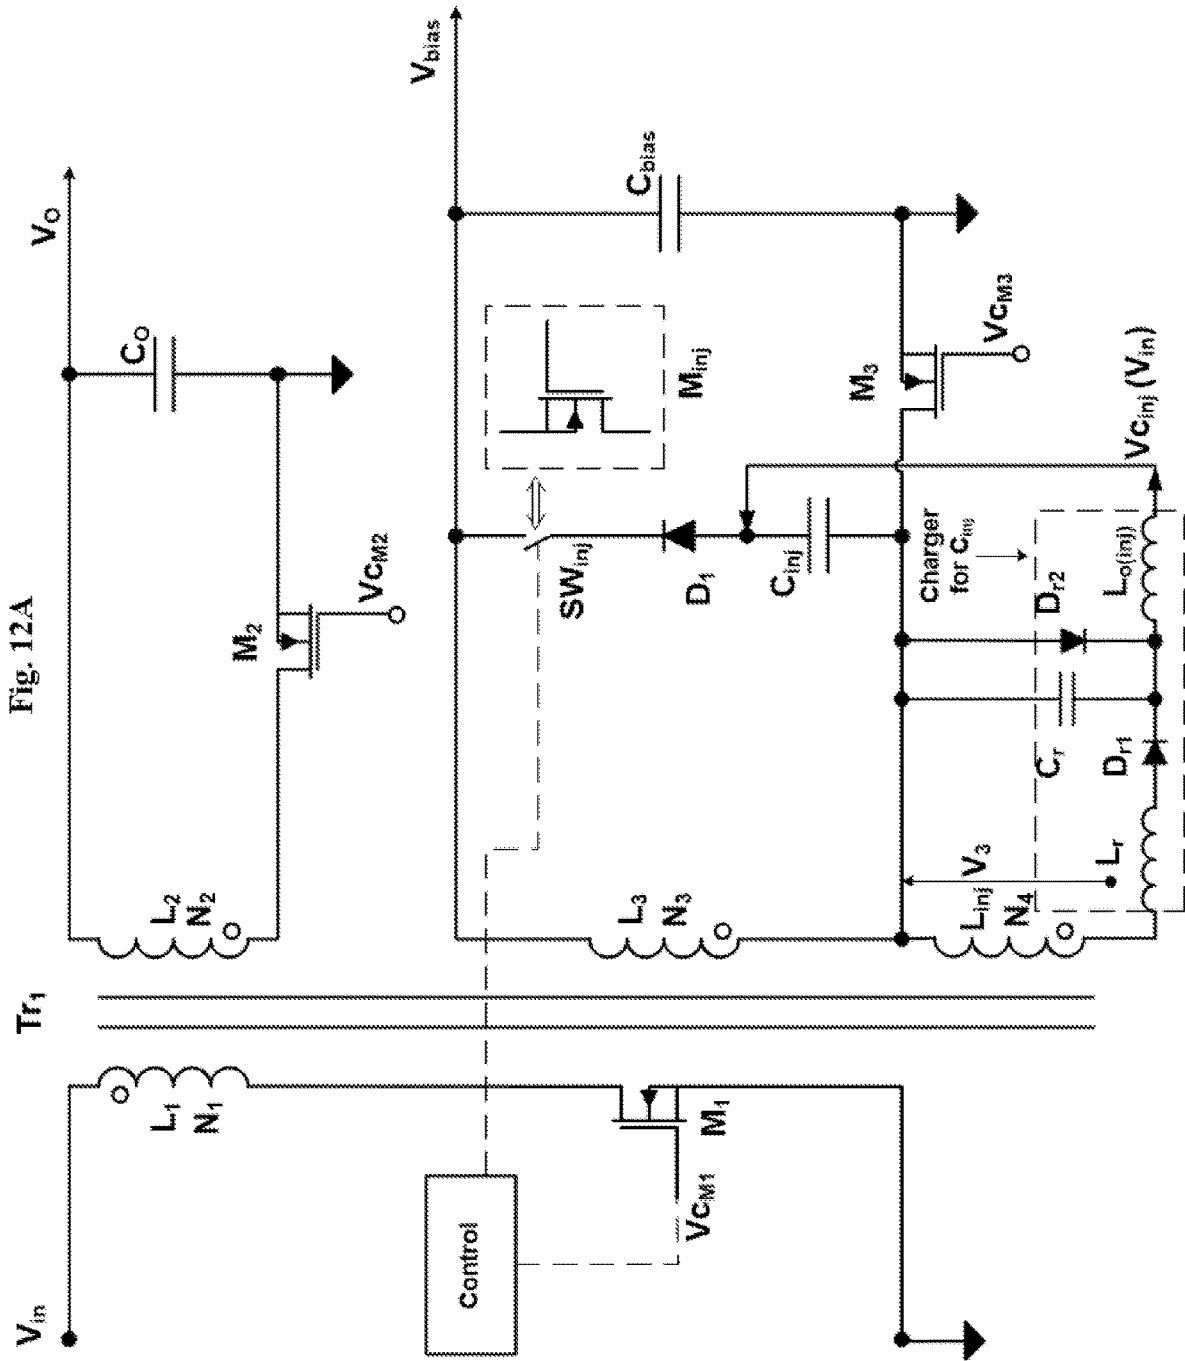 Fig. 12A
Vin
Tr1
L1
N1
Control
VcM1
M1
L2
N2
M2
VcM2
CO
VO
Vbias
L3
N3
SWinj
Minj
D1
Cinj
Cbias
M3
VcM3
Linj
N4
V3
Lr
Dr1
Cr
Dr2
Lo(inj)
Charger
for Cinj
Vcinj (Vin)